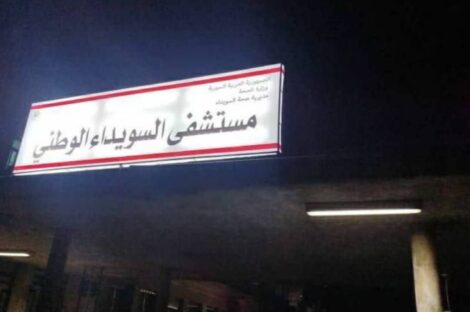 الجمهورية العربية السورية
وزارة الصحة
مديرية صحة السويداء
مستشفى السويداء الوطني